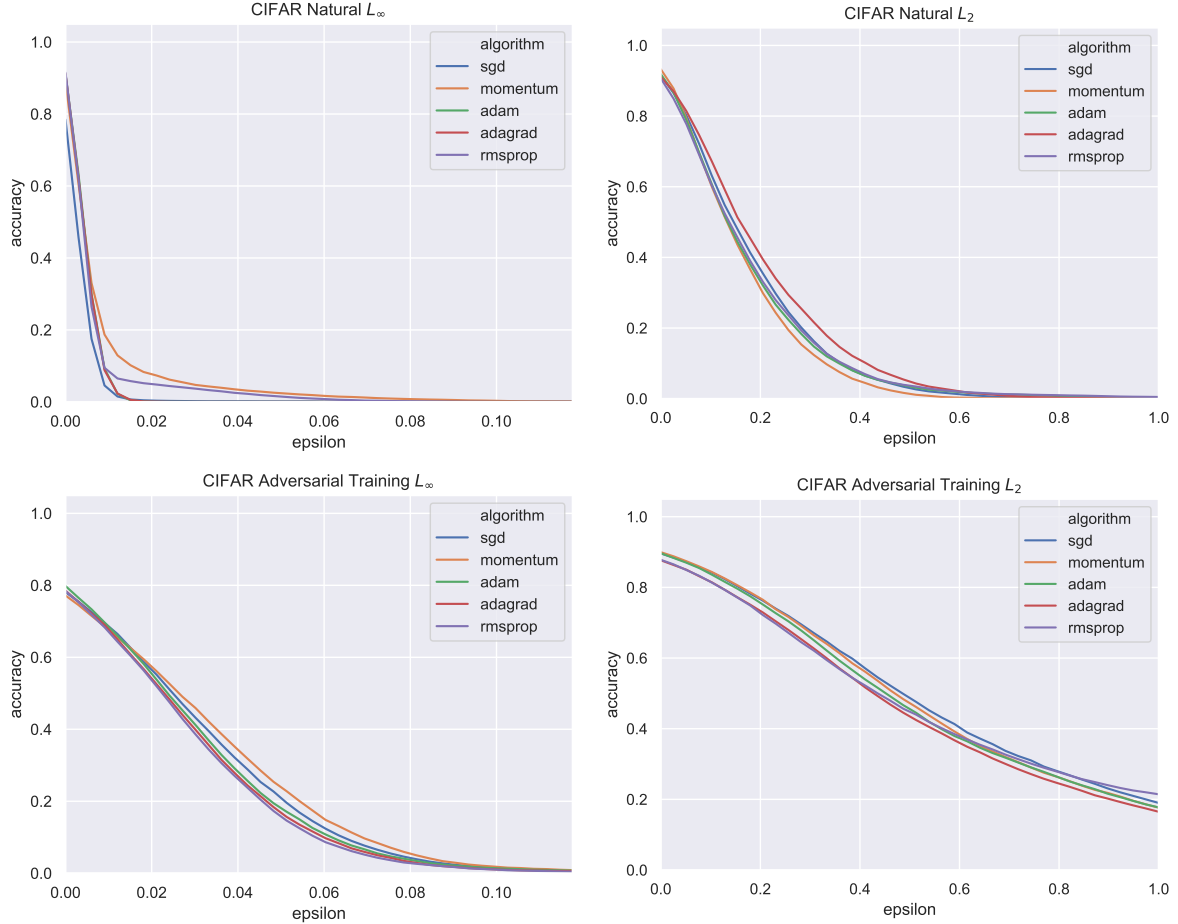 CIFAR Natural L∞
accuracy
1.0
0.8
0.6
0.4
0.2
0.0
0.00 0.02 0.04 0.06 0.08 0.10
epsilon
algorithm
sgd
momentum
adam
adagrad
rmsprop
CIFAR Natural L2
accuracy
1.0
0.8
0.6
0.4
0.2
0.0
0.0 0.2 0.4 0.6 0.8 1.0
epsilon
algorithm
sgd
momentum
adam
adagrad
rmsprop
CIFAR Adversarial Training L∞
accuracy
1.0
0.8
0.6
0.4
0.2
0.0
0.00 0.02 0.04 0.06 0.08 0.10
epsilon
algorithm
sgd
momentum
adam
adagrad
rmsprop
CIFAR Adversarial Training L2
accuracy
1.0
0.8
0.6
0.4
0.2
0.0
0.0 0.2 0.4 0.6 0.8 1.0
epsilon
algorithm
sgd
momentum
adam
adagrad
rmsprop